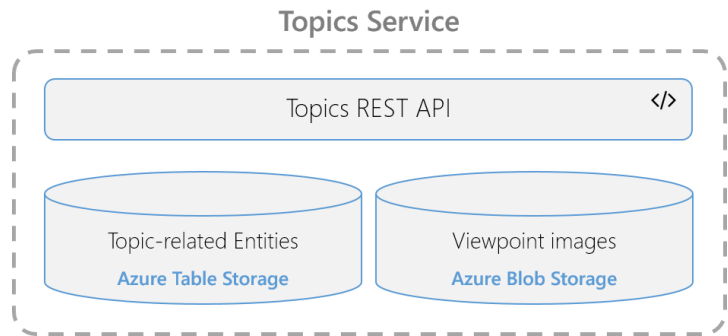 Topics Service
Topics REST API
</>
Topic-related Entities
Azure Table Storage
Viewpoint images
Azure Blob Storage